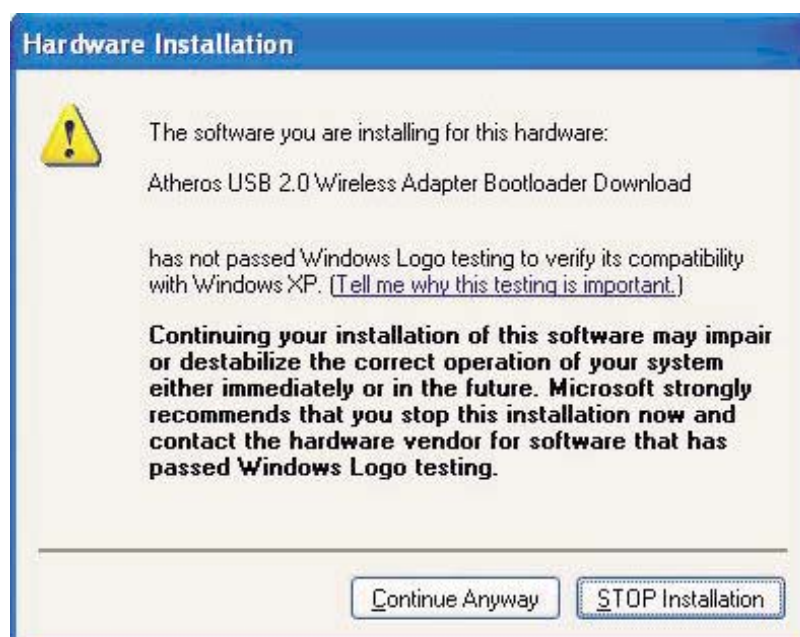 Hardware Installation
The software you are installing for this hardware:
Atheros USB 2.0 Wireless Adapter Bootloader Download
has not passed Windows Logo testing to verify its compatibility
with Windows XP. (Tell me why this testing is important.)
Continuing your installation of this software may impair
or destabilize the correct operation of your system
either immediately or in the future. Microsoft strongly
recommends that you stop this installation now and
contact the hardware vendor for software that has
passed Windows Logo testing.
Continue Anyway
STOP Installation